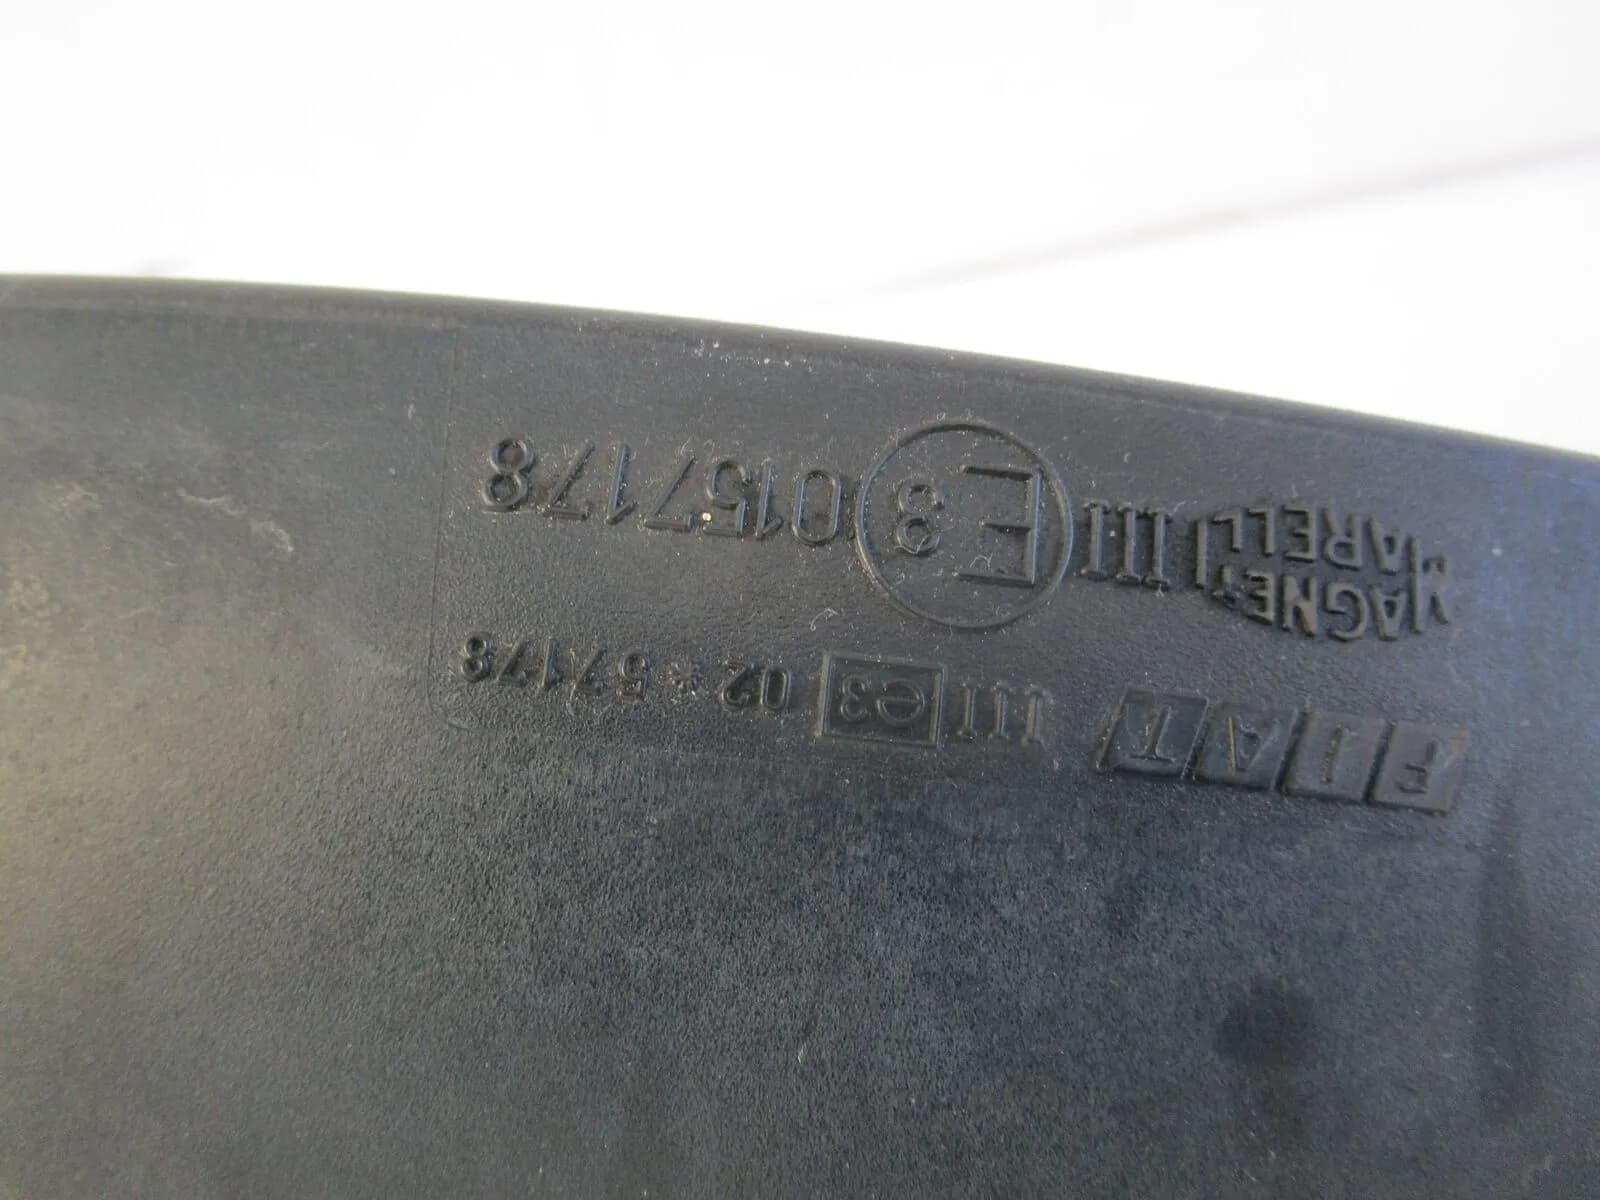 FIAT III e3 02*57178
MAGNETI
MARELLI III E3 0157178